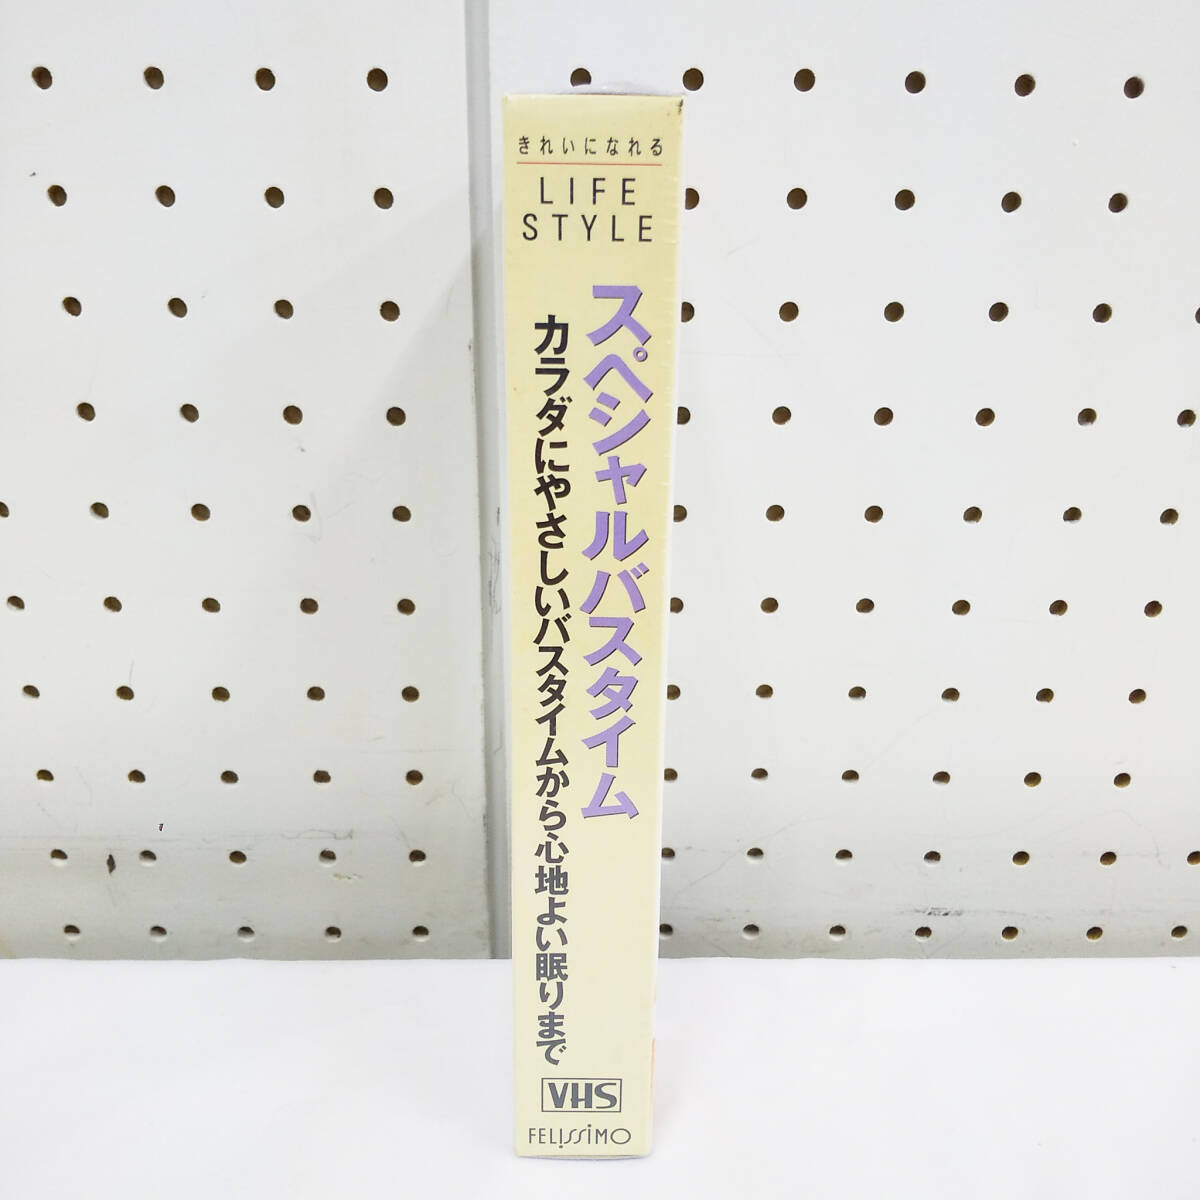 きれいになれる
LIFE
STYLE
スペシャルバスタイム
カラダにやさしいバスタイムから心地よい眠りまで
VHS
FELISSIMO